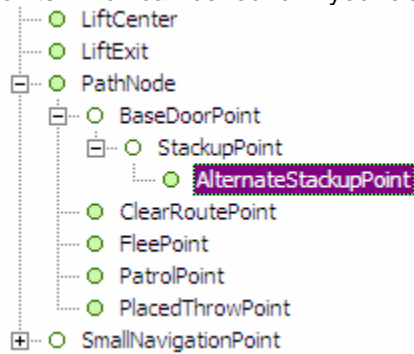 LiftCenter
LiftExit
PathNode
BaseDoorPoint
StackupPoint
AlternateStackupPoint
ClearRoutePoint
FleePoint
PatrolPoint
PlacedThrowPoint
SmallNavigationPoint